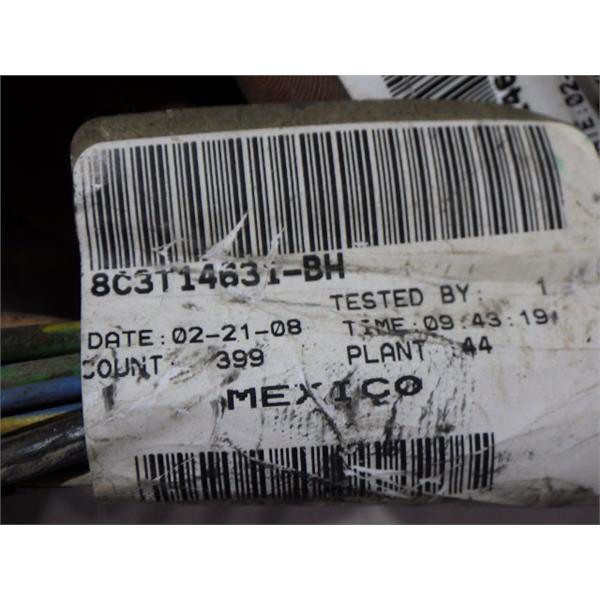 8C3T14631-BH
TESTED BY: 1
DATE:02-21-08 TIME:09:43:19
COUNT 399 PLANT 44
MEXICO